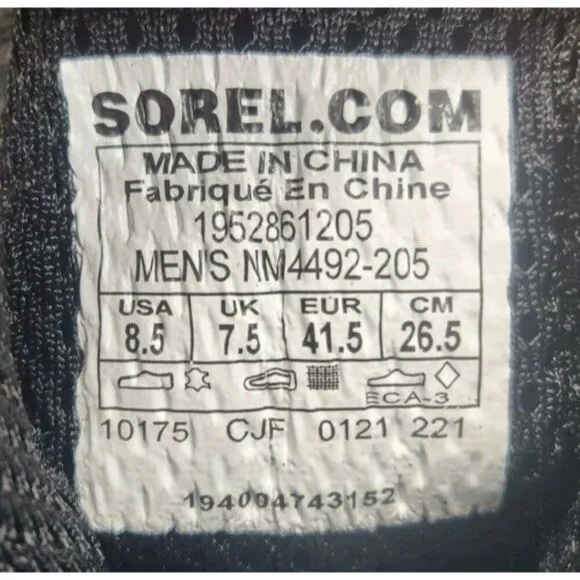 SOREL.COM
MADE IN CHINA
Fabriqué En Chine
1952861205
MEN'S NM4492-205
USA UK EUR CM
8.5 7.5 41.5 26.5
ECA-3
10175 CJF 0121 221
194004743152